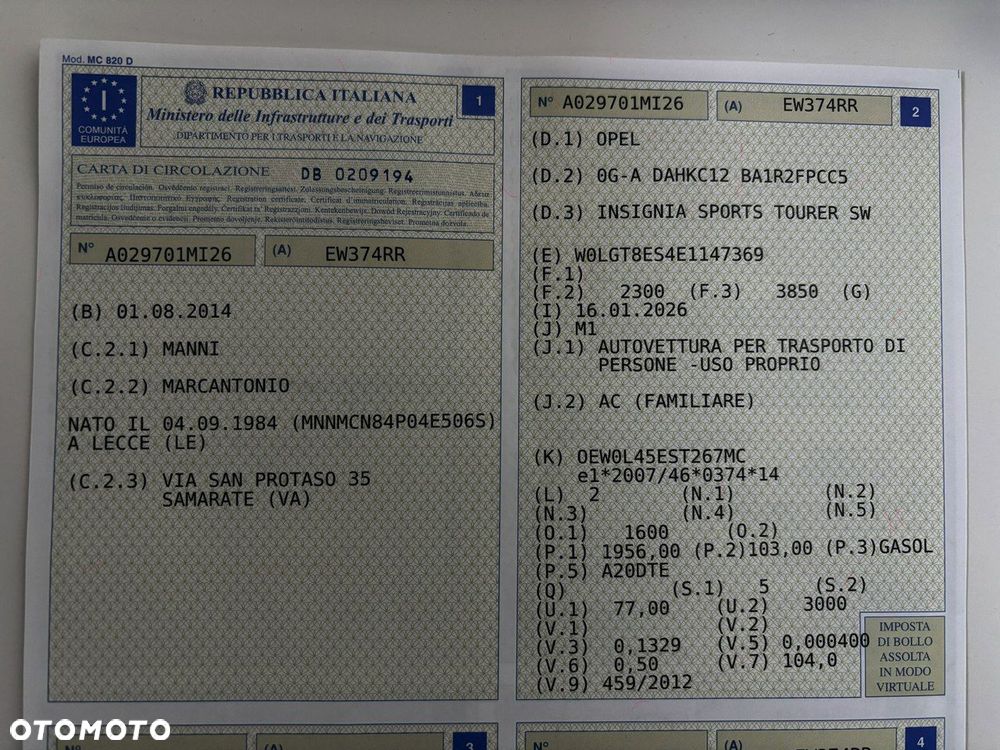 Mod. MC 820 D
I
COMUNITÀ
EUROPEA
REPUBBLICA ITALIANA
Ministero delle Infrastrutture e dei Trasporti
DIPARTIMENTO PER I TRASPORTI E LA NAVIGAZIONE
1
CARTA DI CIRCOLAZIONE DB 0209194
N° A029701MI26 (A) EW374RR
(B) 01.08.2014
(C.2.1) MANNI
(C.2.2) MARCANTONIO
NATO IL 04.09.1984 (MNNMCN84P04E506S)
A LECCE (LE)
(C.2.3) VIA SAN PROTASO 35
SAMARATE (VA)
N° A029701MI26 (A) EW374RR 2
(D.1) OPEL
(D.2) 0G-A DAHKC12 BA1R2FPCC5
(D.3) INSIGNIA SPORTS TOURER SW
(E) W0LGT8ES4E1147369
(F.1)
(F.2) 2300 (F.3) 3850 (G)
(I) 16.01.2026
(J) M1
(J.1) AUTOVETTURA PER TRASPORTO DI
PERSONE -USO PROPRIO
(J.2) AC (FAMILIARE)
(K) OEW0L45EST267MC
e1*2007/46*0374*14
(L) 2 (N.1) (N.2)
(N.3) (N.4) (N.5)
(O.1) 1600 (O.2)
(P.1) 1956,00 (P.2)103,00 (P.3)GASOL
(P.5) A20DTE
(Q) (S.1) 5 (S.2)
(U.1) 77,00 (U.2) 3000
(V.1) (V.2)
(V.3) 0,1329 (V.5) 0,000400
(V.6) 0,50 (V.7) 104,0
(V.9) 459/2012
IMPOSTA
DI BOLLO
ASSOLTA
IN MODO
VIRTUALE
OTOMOTO
N° (A) 3
N° (A) EW374RR 4